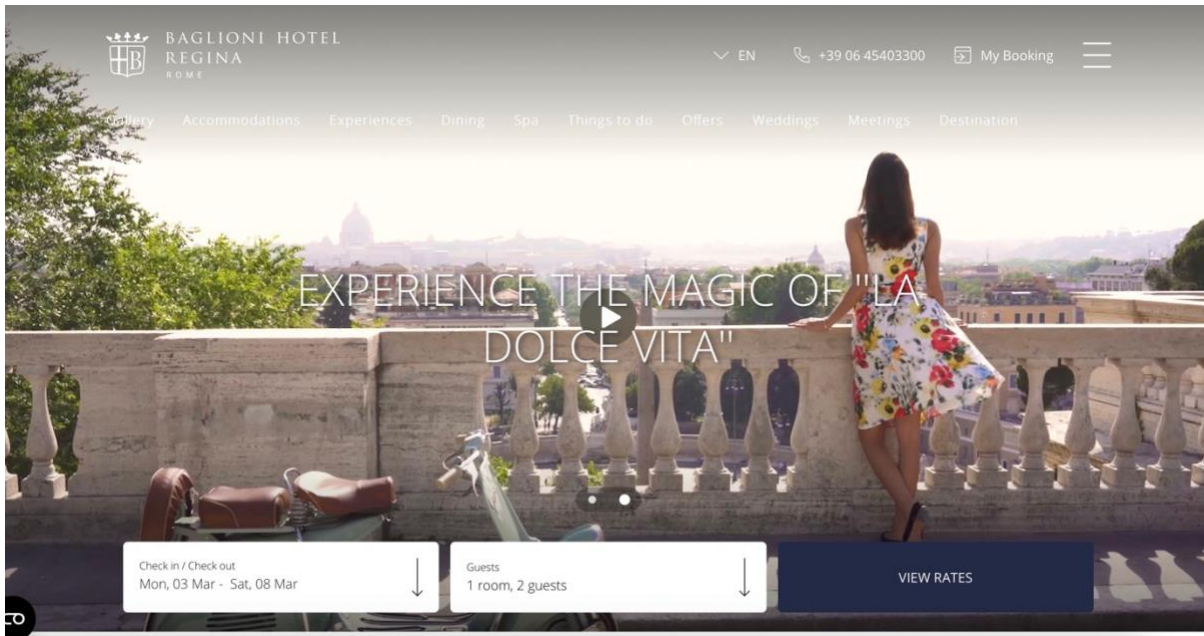 BAGLIONI HOTEL
REGINA
ROME
EN
+39 06 45403300
My Booking
Gallery Accommodations Experiences Dining Spa Things to do Offers Weddings Meetings Destination
EXPERIENCE THE MAGIC OF "LA
DOLCE VITA"
Check in / Check out
Mon, 03 Mar - Sat, 08 Mar
Guests
1 room, 2 guests
VIEW RATES